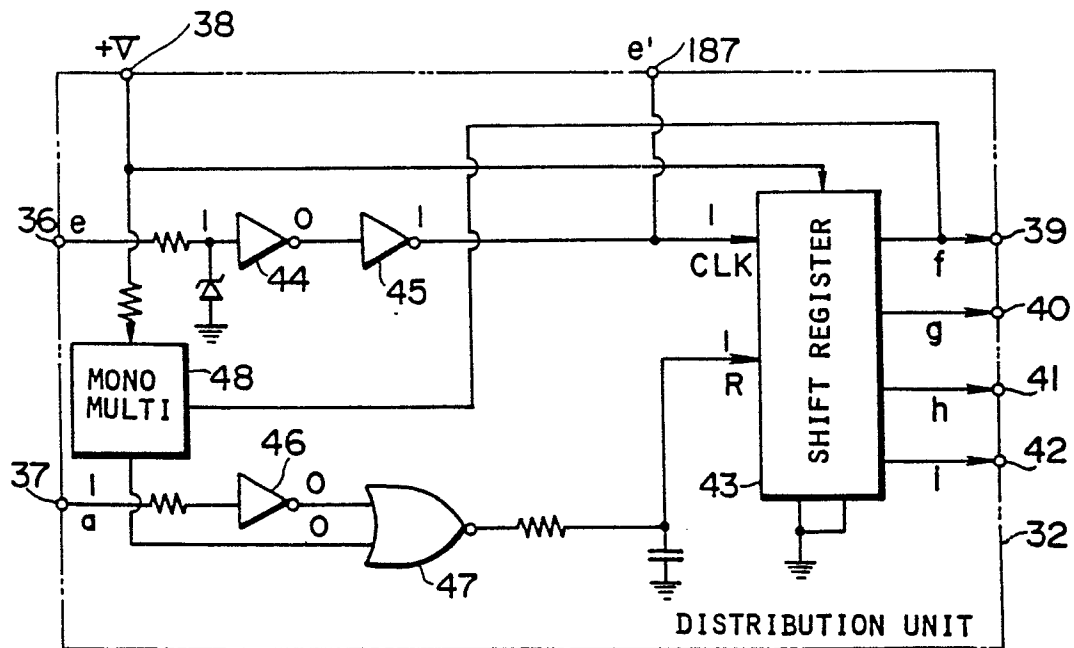 +V 38
e' 187
36 e 1 0 1 1
44 45 CLK
SHIFT REGISTER
f 39
g 40
h 41
i 42
1
R
MONO
MULTI
48
37 1
a
46 0
0
47
43
32
DISTRIBUTION UNIT